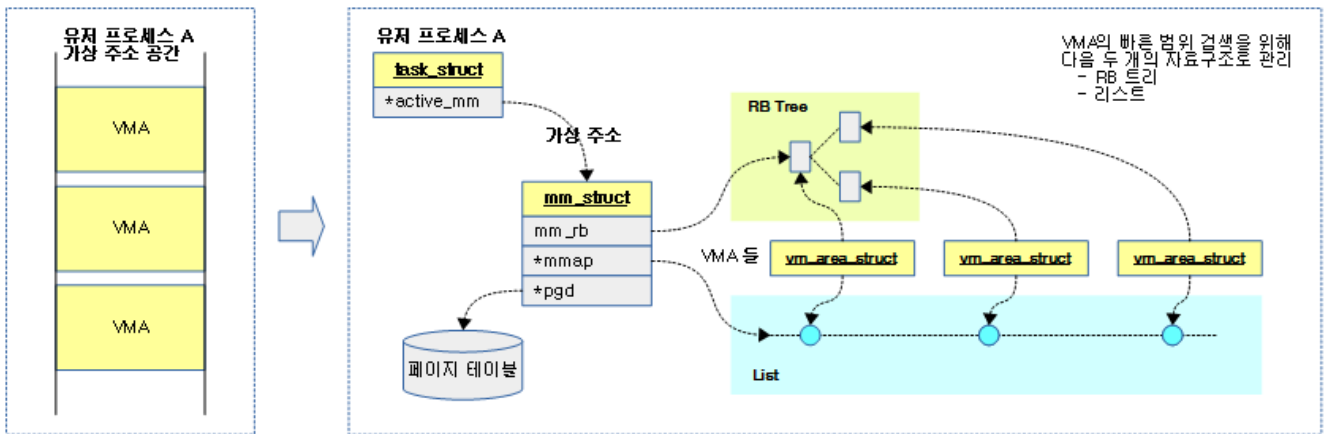 유저 프로세스 A
가상 주소 공간
VMA
VMA
VMA
유저 프로세스 A
task_struct
*active_mm
가상 주소
mm_struct
mm_rb
*mmap
*pgd
페이지 테이블
VMA의 빠른 범위 검색을 위해
다음 두 개의 자료구조로 관리
- RB 트리
- 리스트
RB Tree
VMA 들
vm_area_struct
vm_area_struct
vm_area_struct
List